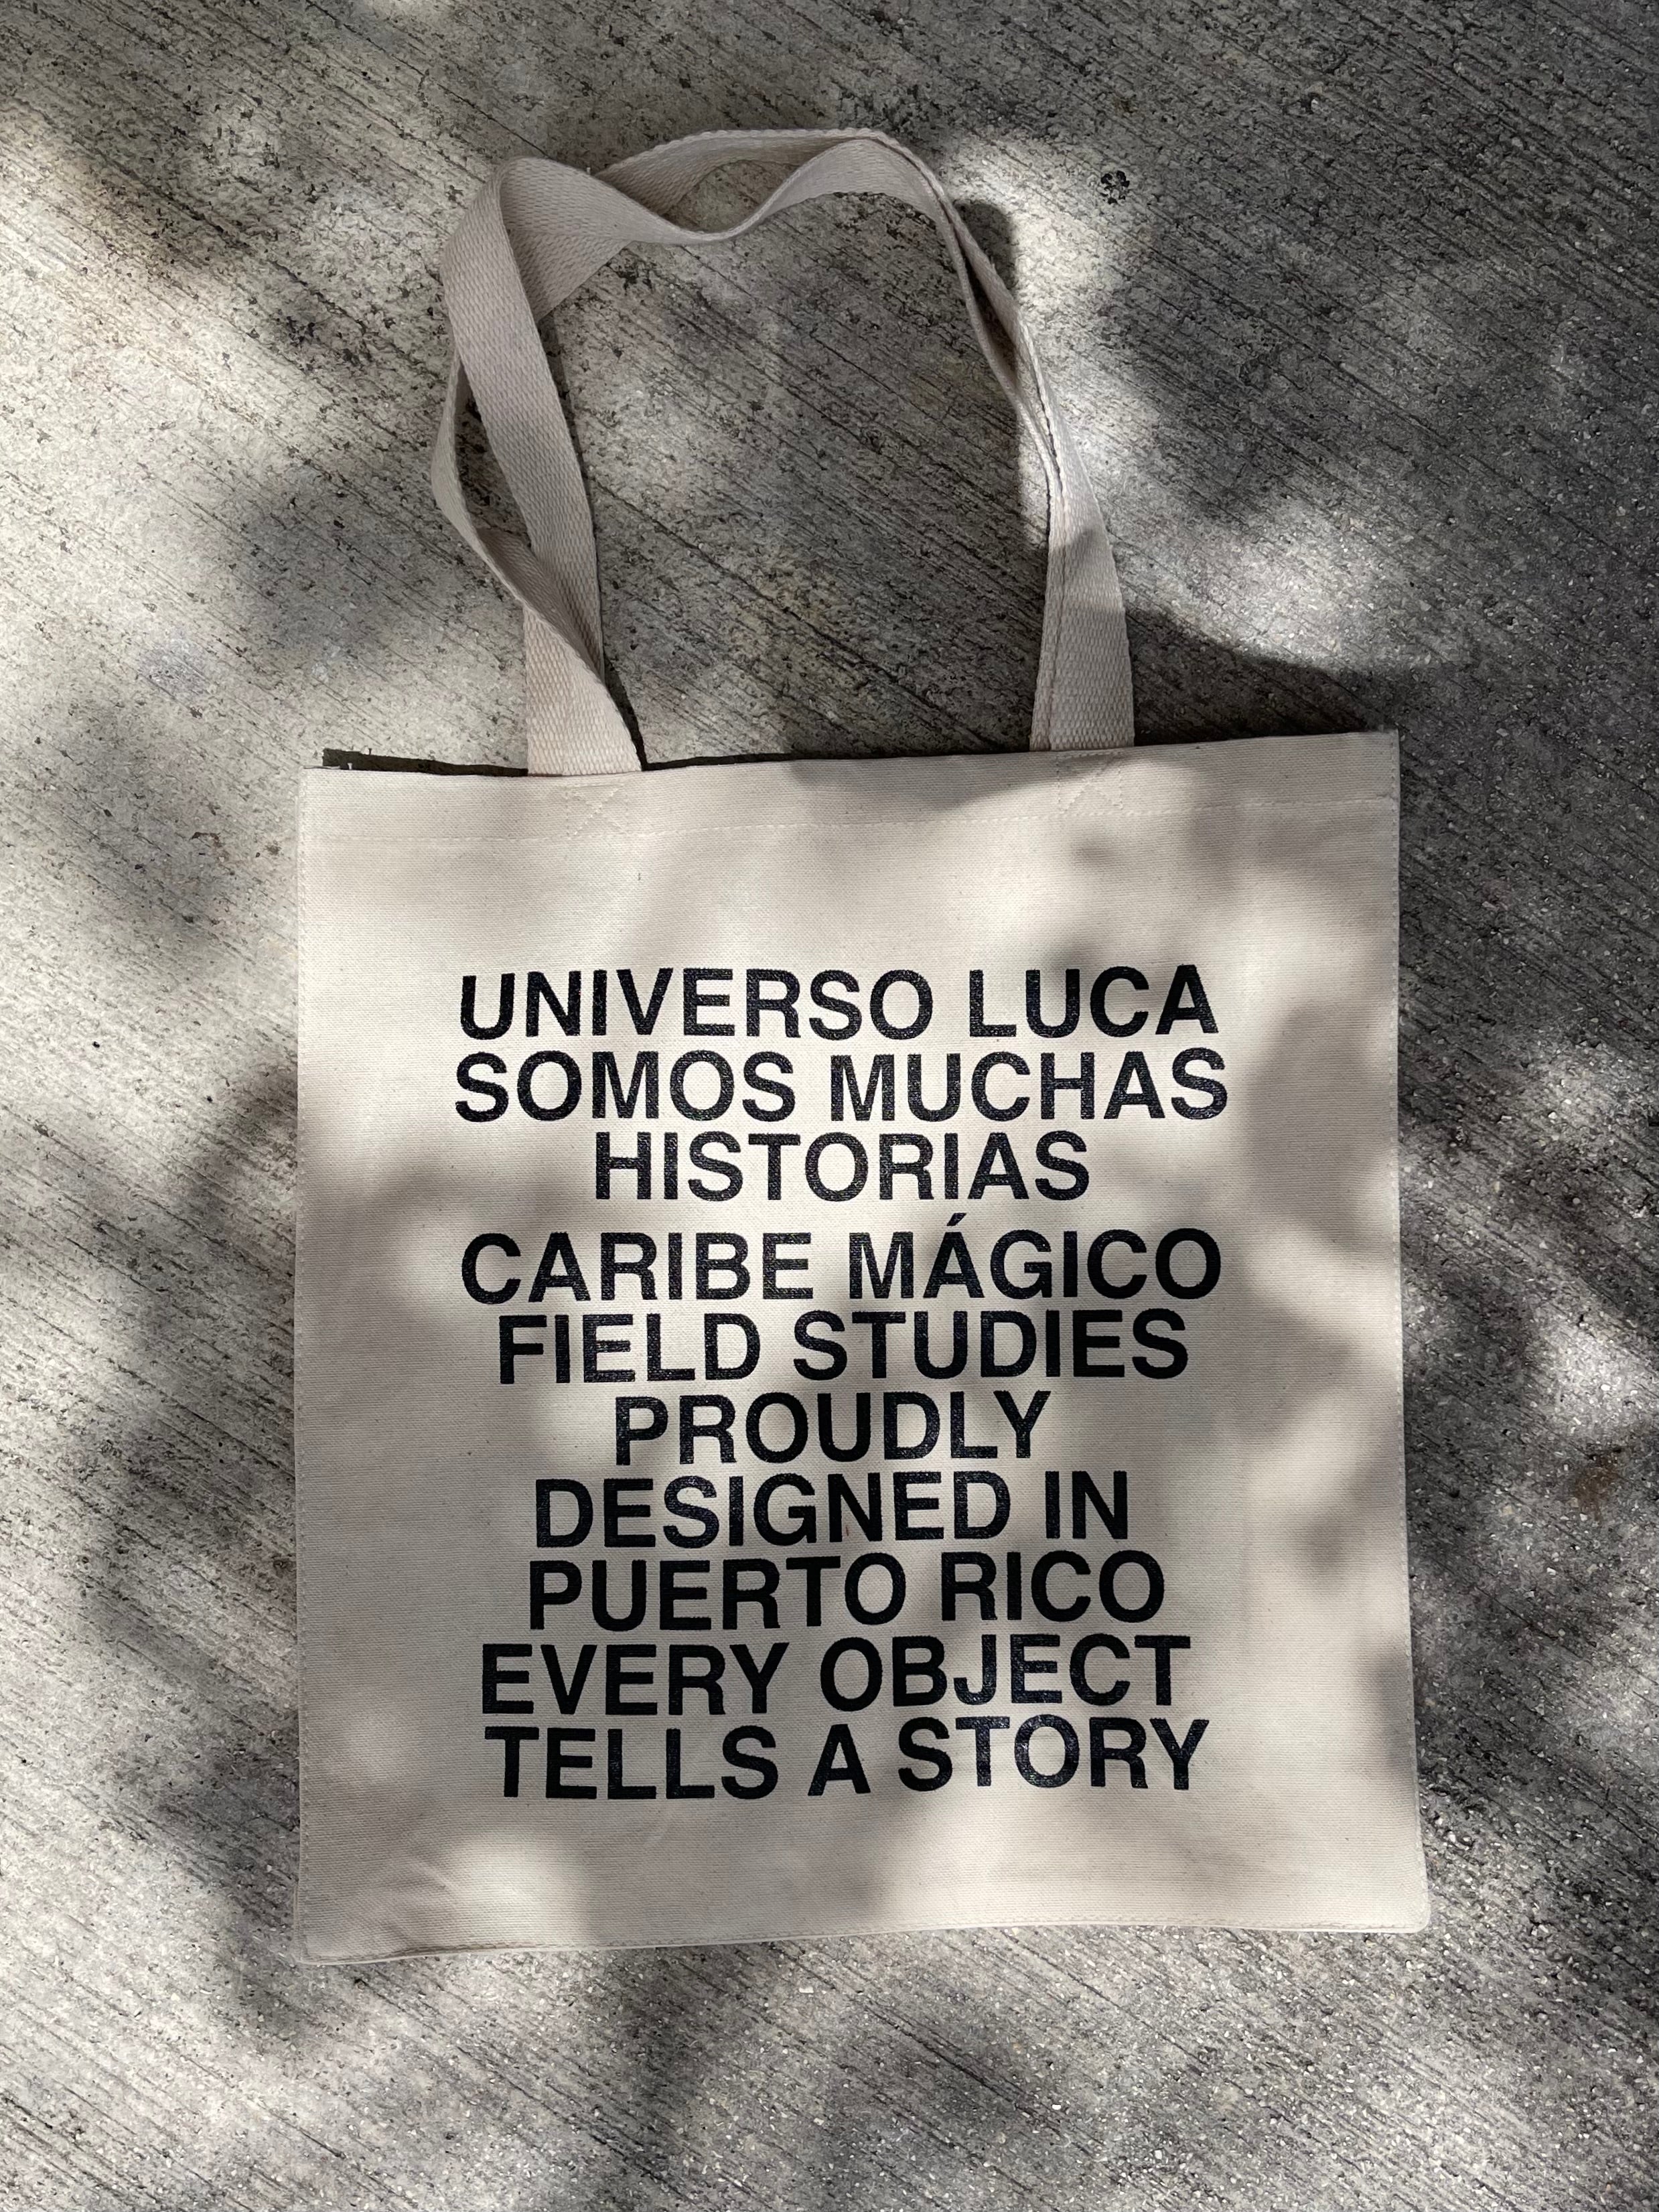 UNIVERSO LUCA
SOMOS MUCHAS
HISTORIAS
CARIBE MÁGICO
FIELD STUDIES
PROUDLY
DESIGNED IN
PUERTO RICO
EVERY OBJECT
TELLS A STORY